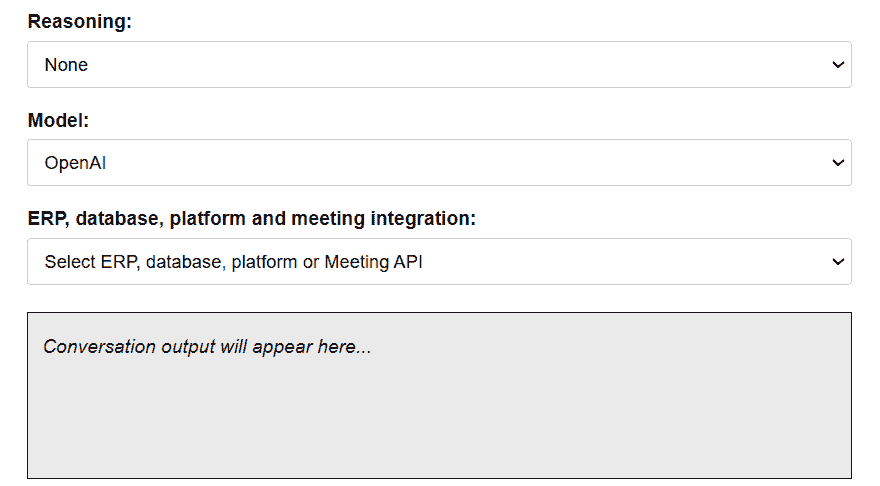 Reasoning:
None
Model:
OpenAI
ERP, database, platform and meeting integration:
Select ERP, database, platform or Meeting API
Conversation output will appear here...